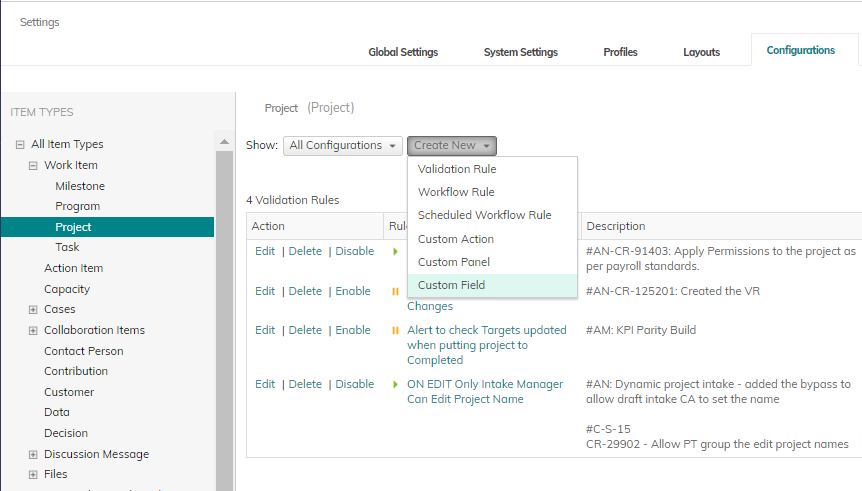 Settings
Global Settings
System Settings
Profiles
Layouts
Configurations
ITEM TYPES
All Item Types
Work Item
Milestone
Program
Project
Task
Action Item
Capacity
Cases
Collaboration Items
Contact Person
Contribution
Customer
Data
Decision
Discussion Message
Files
Project (Project)
Show: All Configurations Create New
Validation Rule
Workflow Rule
Scheduled Workflow Rule
Custom Action
Custom Panel
Custom Field
4 Validation Rules
Action Description
Edit | Delete | Disable
#AN-CR-91403: Apply Permissions to the project as
per payroll standards.
Edit | Delete | Enable
Changes
#AN-CR-125201: Created the VR
Edit | Delete | Enable
Alert to check Targets updated
when putting project to
Completed
#AM: KPI Parity Build
Edit | Delete | Disable
ON EDIT Only Intake Manager
Can Edit Project Name
#AN: Dynamic project intake - added the bypass to
allow draft intake CA to set the name
#C-S-15
CR-29902 - Allow PT group the edit project names